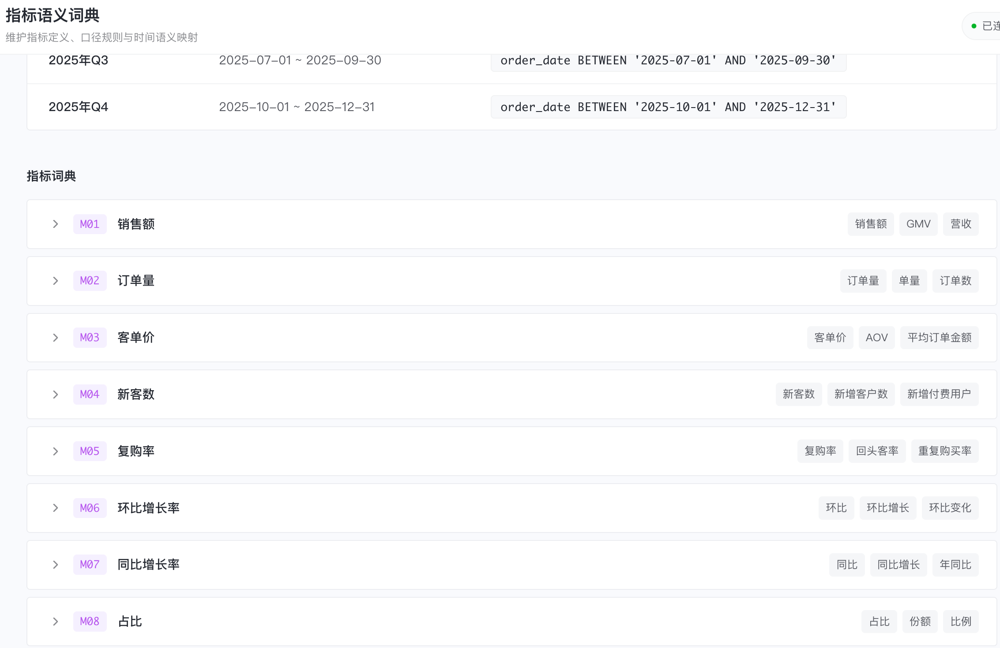 指标语义词典
维护指标定义、口径规则与时间语义映射
已连
2025年Q3 2025-07-01 ~ 2025-09-30 order_date BETWEEN '2025-07-01' AND '2025-09-30'
2025年Q4 2025-10-01 ~ 2025-12-31 order_date BETWEEN '2025-10-01' AND '2025-12-31'
指标词典
M01 销售额 销售额 GMV 营收
M02 订单量 订单量 单量 订单数
M03 客单价 客单价 AOV 平均订单金额
M04 新客数 新客数 新增客户数 新增付费用户
M05 复购率 复购率 回头客率 重复购买率
M06 环比增长率 环比 环比增长 环比变化
M07 同比增长率 同比 同比增长 年同比
M08 占比 占比 份额 比例